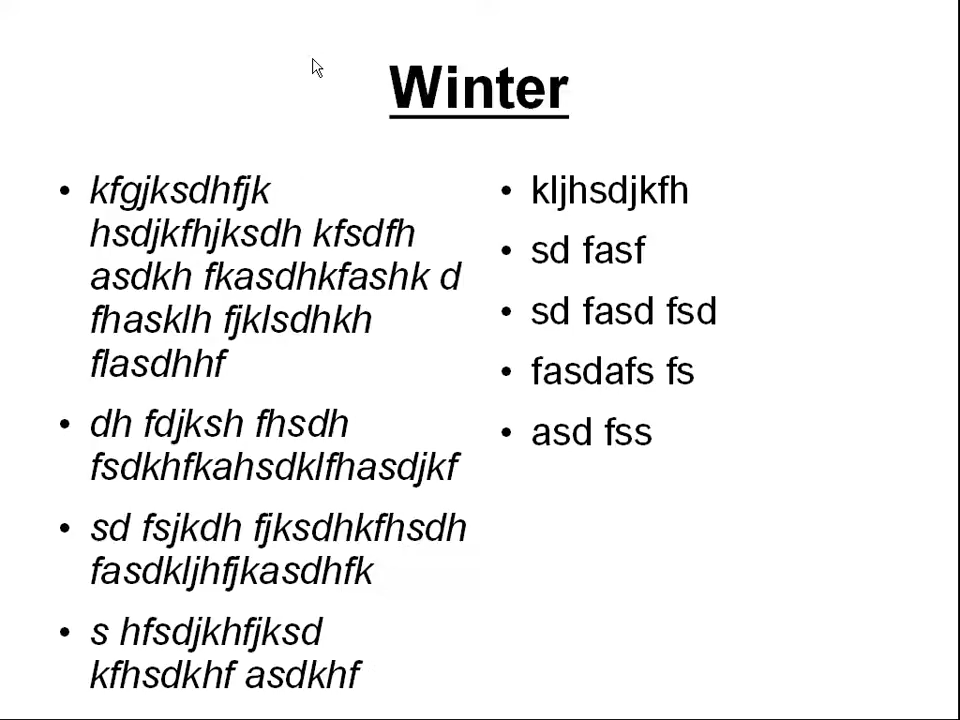 Winter
• kfgjksdhfjk
hsdjkfhjksdh kfsdfh
asdkh fkasdhkfashk d
fhasklh fjklsdhkh
flasdhhf
• dh fdjksh fhsdh
fsdkhfkahsdklfhasdjkf
• sd fsjkdh fjksdhkfhsdh
fasdkljhfjkasdhfk
• s hfsdjkhfjksd
kfhsdkhf asdkhf
• kljhsdjkfh
• sd fasf
• sd fasd fsd
• fasdafs fs
• asd fss